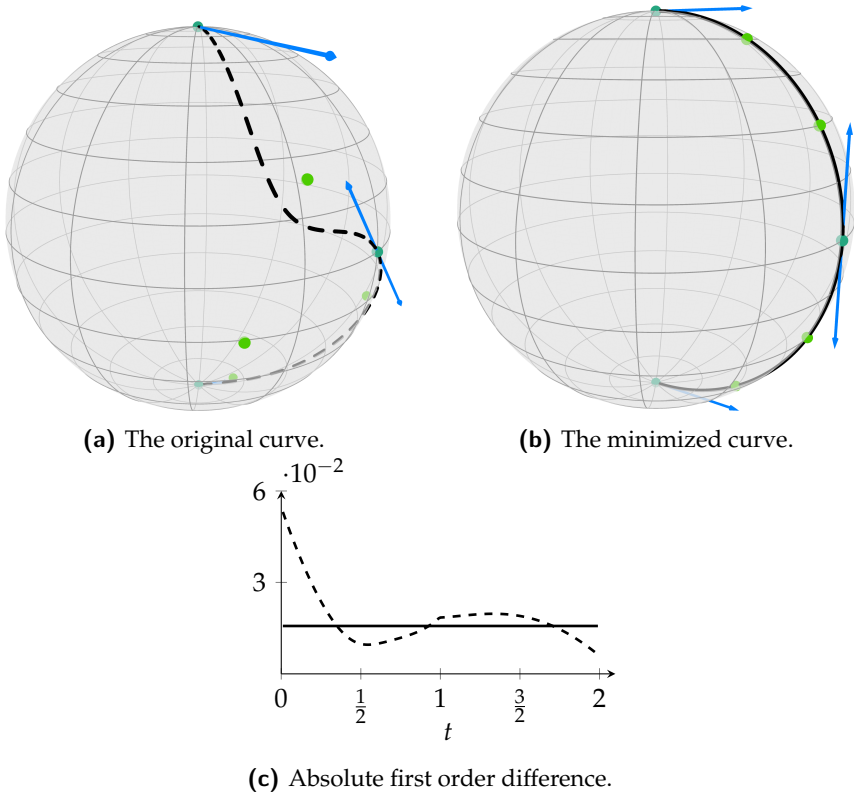 (a) The original curve.
(b) The minimized curve.
·10⁻²
6
3
0
1/2
1
3/2
2
t
(c) Absolute first order difference.